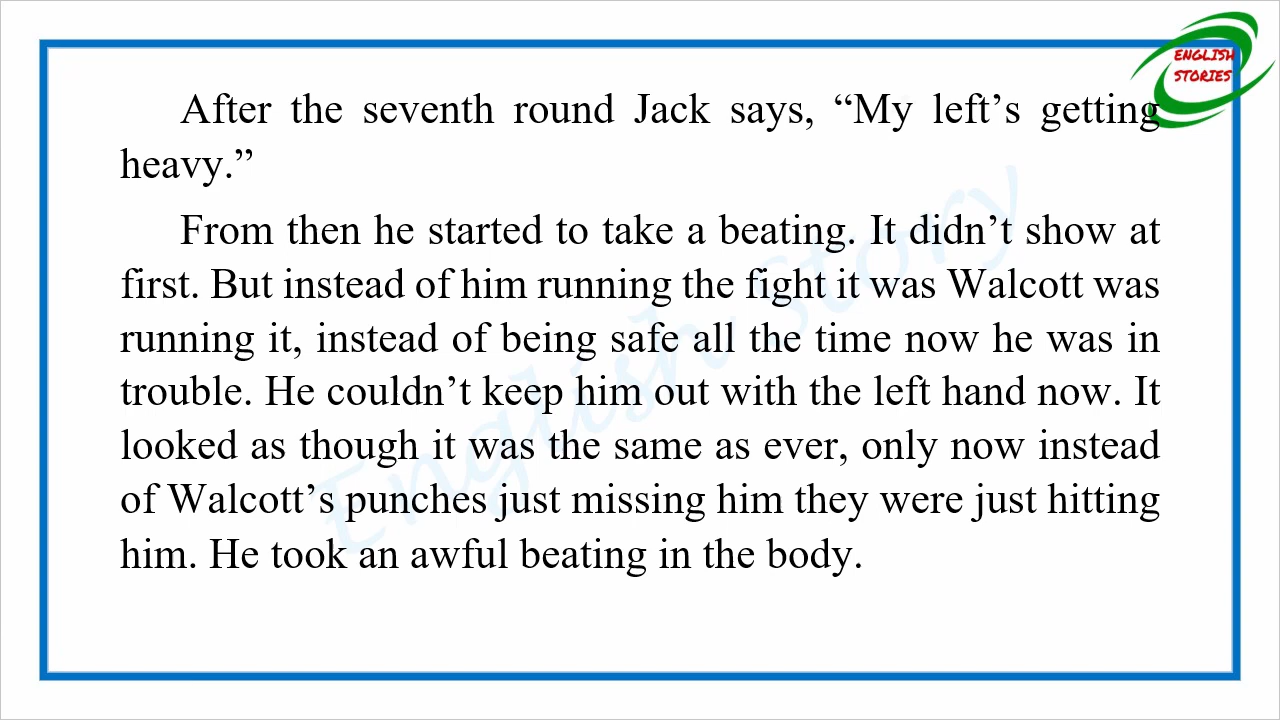 ENGLISH
STORIES
After the seventh round Jack says, “My left’s getting
heavy.”
From then he started to take a beating. It didn’t show at
first. But instead of him running the fight it was Walcott was
running it, instead of being safe all the time now he was in
trouble. He couldn’t keep him out with the left hand now. It
looked as though it was the same as ever, only now instead
of Walcott’s punches just missing him they were just hitting
him. He took an awful beating in the body.
English Story